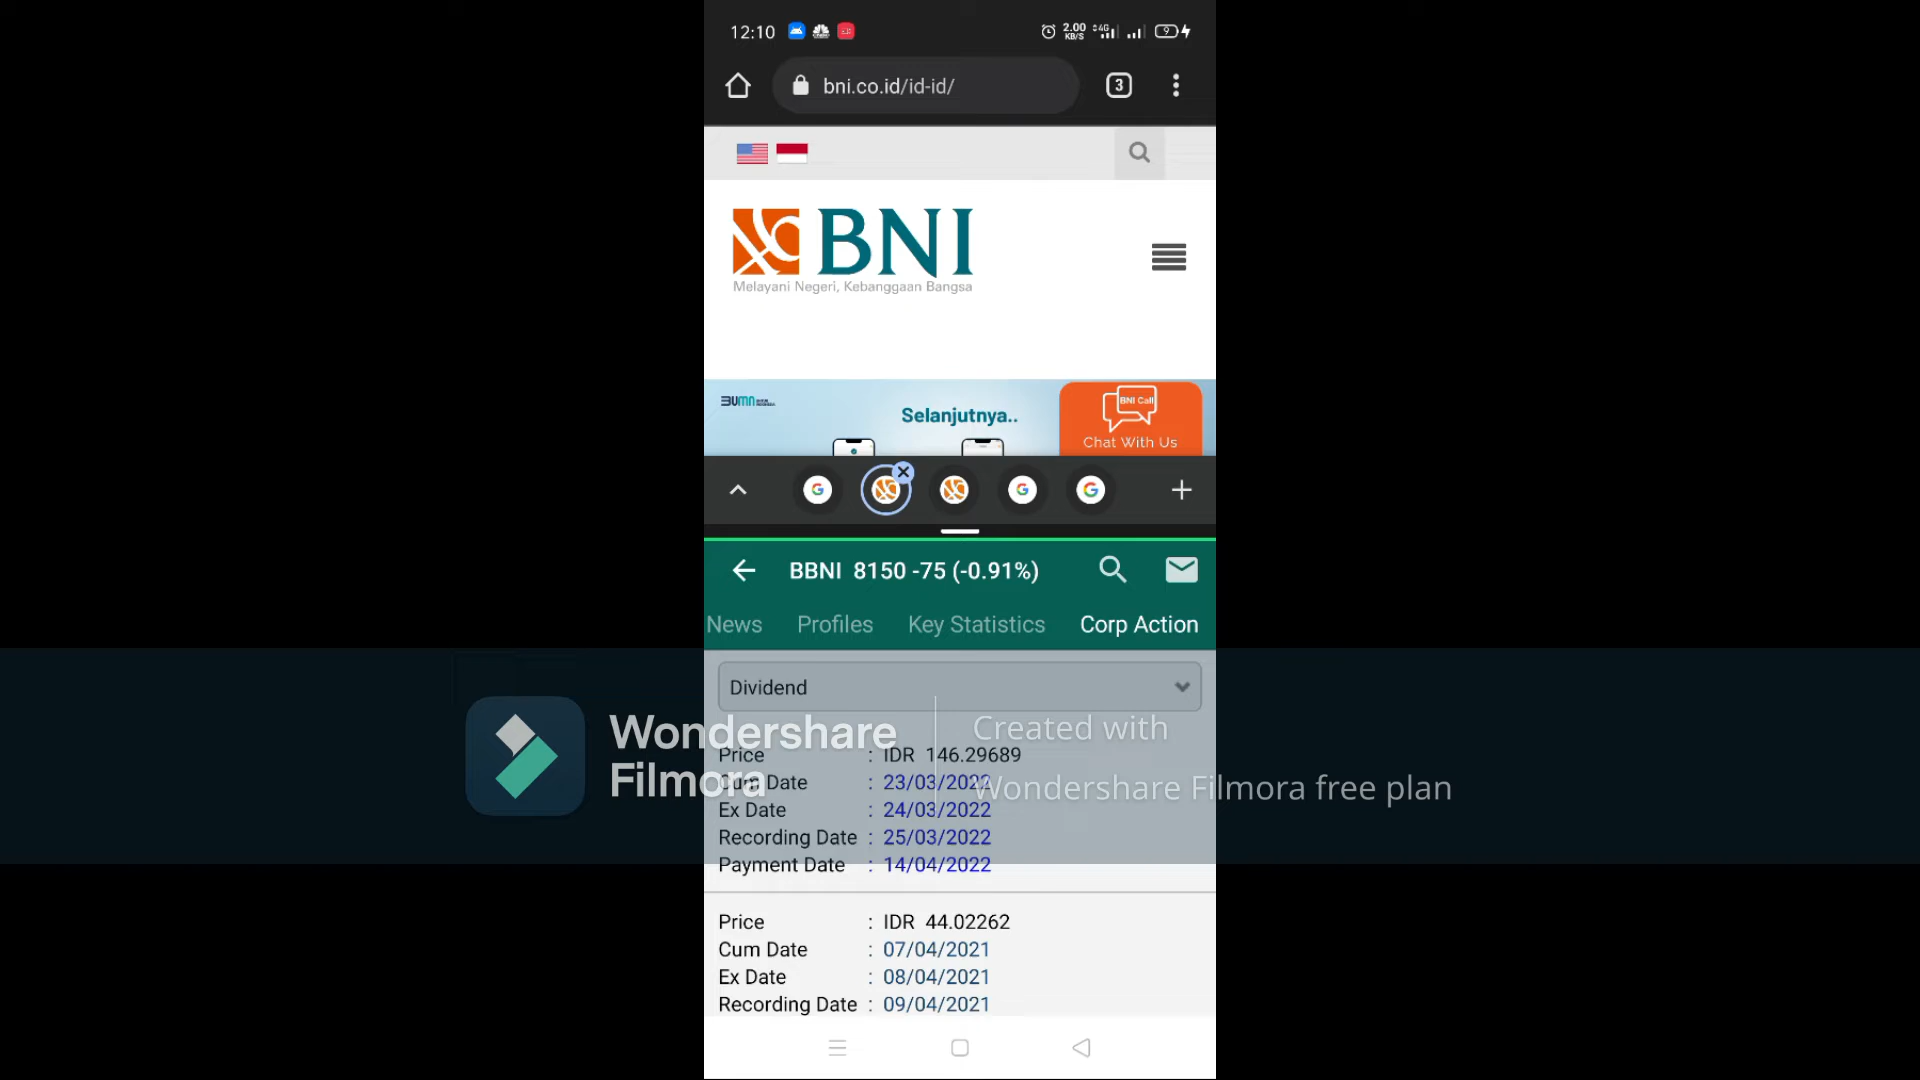 12:10
2.00
KB/S
4G
9
bni.co.id/id-id/
3
BNI
Melayani Negeri, Kebanggaan Bangsa
BUMN
Selanjutnya..
BNI Call
Chat With Us
BBNI 8150 -75 (-0.91%)
News Profiles Key Statistics Corp Action
Dividend
Wondershare
Filmora
Created with
Wondershare Filmora free plan
Price : IDR 146.29689
Cum Date : 23/03/2022
Ex Date : 24/03/2022
Recording Date : 25/03/2022
Payment Date : 14/04/2022
Price : IDR 44.02262
Cum Date : 07/04/2021
Ex Date : 08/04/2021
Recording Date : 09/04/2021